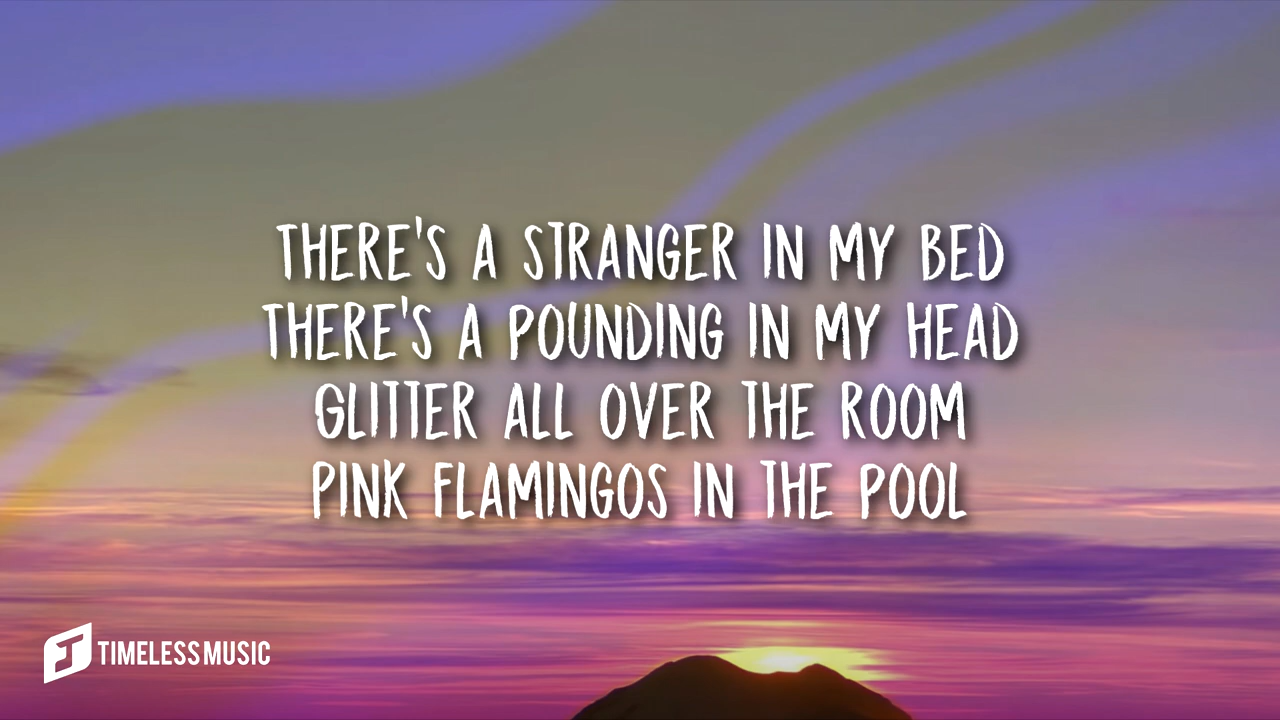 THERE'S A STRANGER IN MY BED
THERE'S A POUNDING IN MY HEAD
GLITTER ALL OVER THE ROOM
PINK FLAMINGOS IN THE POOL
TIMELESS MUSIC